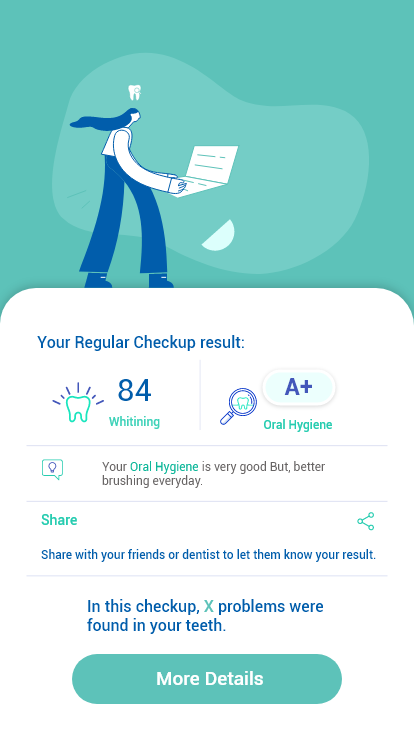 Your Regular Checkup result:
84
Whitining
A+
Oral Hygiene
Your Oral Hygiene is very good But, better
brushing everyday.
Share
Share with your friends or dentist to let them know your result.
In this checkup, X problems were
found in your teeth.
More Details